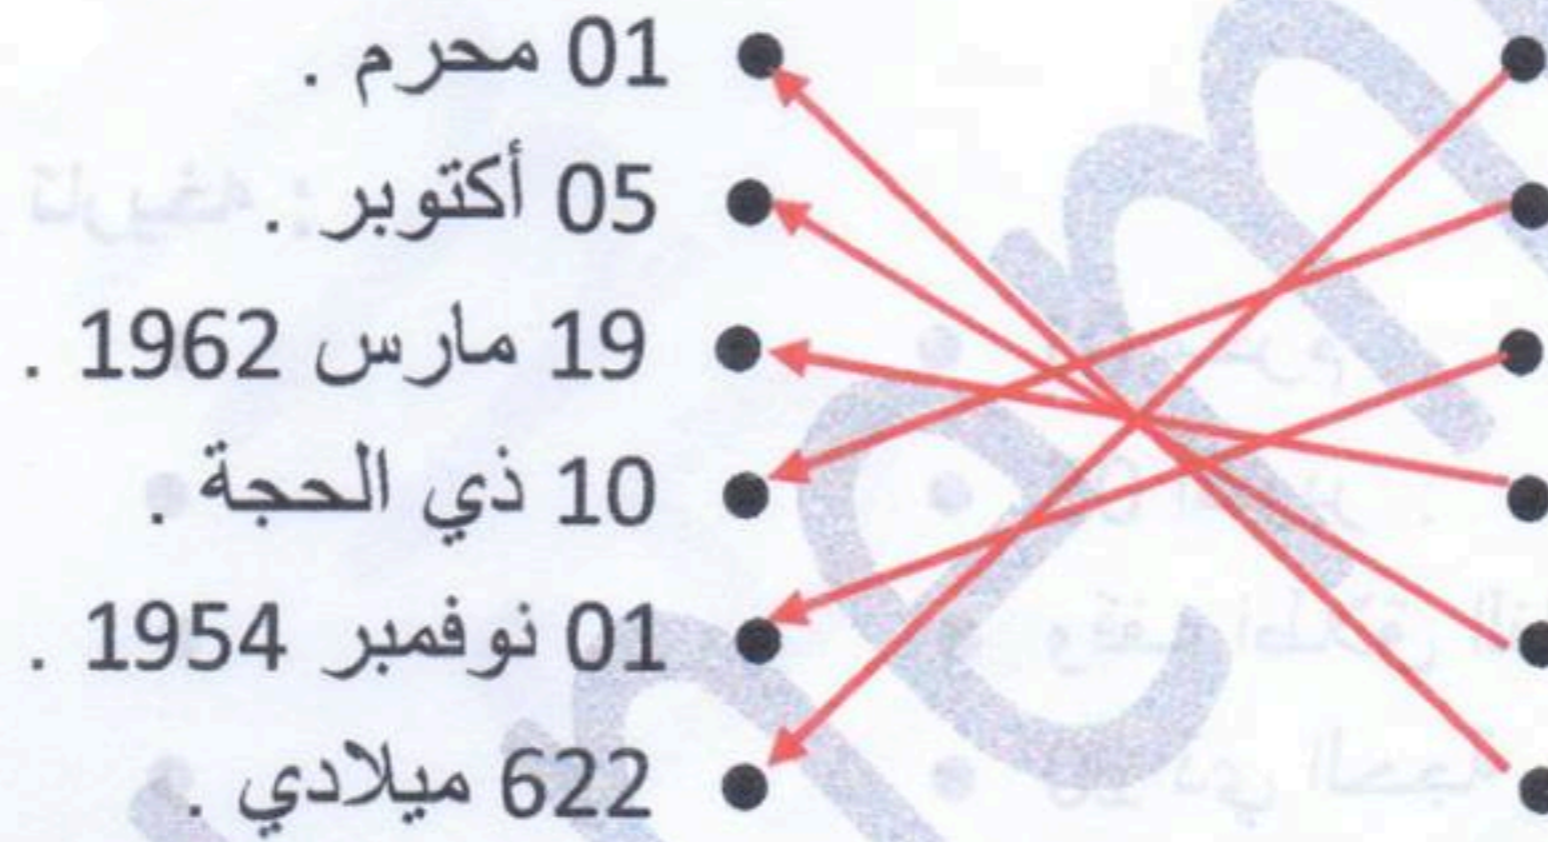 01 محرم .
05 أكتوبر .
19 مارس 1962 .
10 ذي الحجة .
01 نوفمبر 1954 .
622 ميلادي .